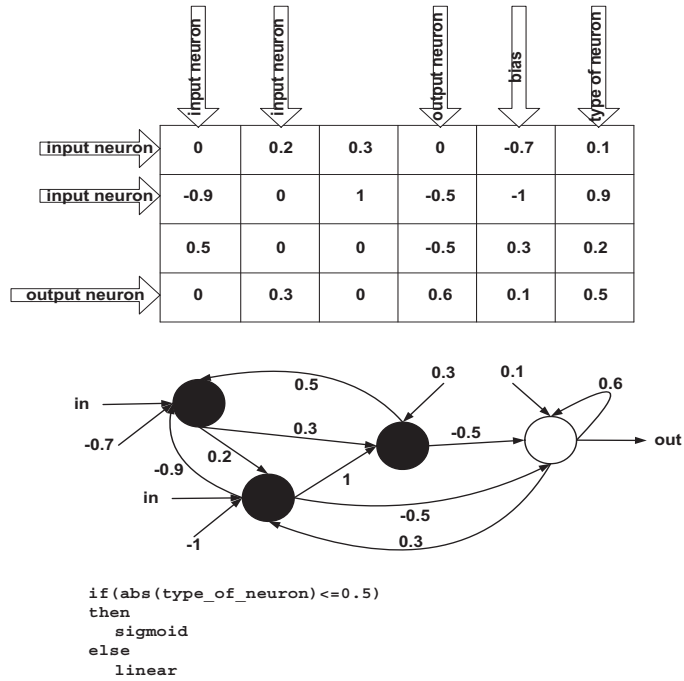 input neuron
input neuron
output neuron
bias
type of neuron
input neuron 0 0.2 0.3 0 -0.7 0.1
input neuron -0.9 0 1 -0.5 -1 0.9
0.5 0 0 -0.5 0.3 0.2
output neuron 0 0.3 0 0.6 0.1 0.5
0.3
0.1
0.6
0.5
in
0.3
-0.5
out
-0.7
0.2
-0.9
1
in
-0.5
0.3
-1
if(abs(type_of_neuron)<=0.5)
then
sigmoid
else
linear